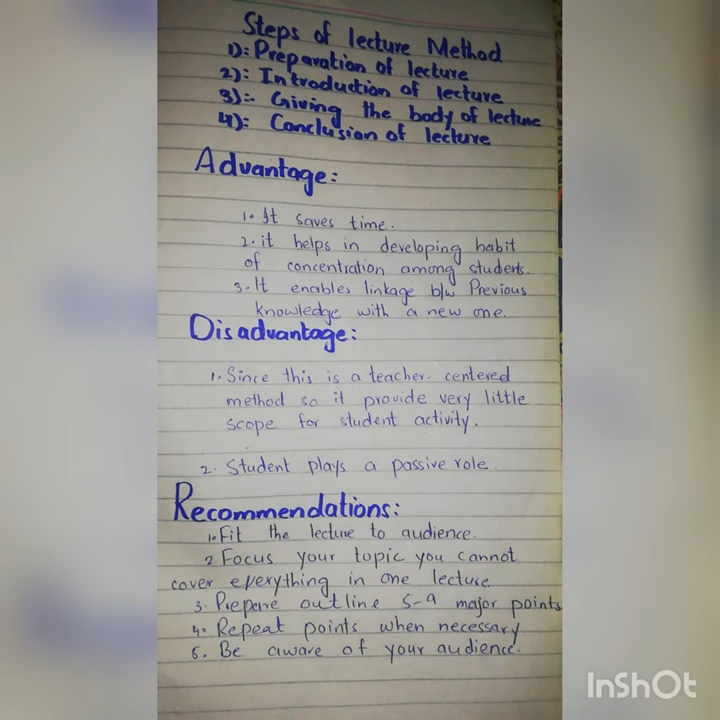 Steps of lecture Method
1):Preparation of lecture
2): Introduction of lecture
3):- Giving the body of lecture
4): Conclusion of lecture
Advantage:
1. It saves time.
2. it helps in developing habit
of concentration among students.
3. It enables linkage b/w Previous
knowledge with a new one.
Disadvantage:
1. Since this is a teacher- centered
method so it provide very little
scope for student activity.
2. Student plays a passive role.
Recommendations:
1. Fit the lecture to audience.
2 Focus your topic you cannot
cover everything in one lecture
3. Prepare outline 5-9 major points
4. Repeat points when necessary
5. Be aware of your audience.
InShOt